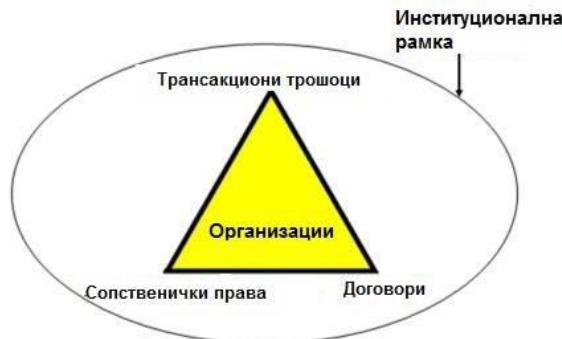 Институционална
рамка
Трансакциони трошоци
Организации
Сопственички права
Договори